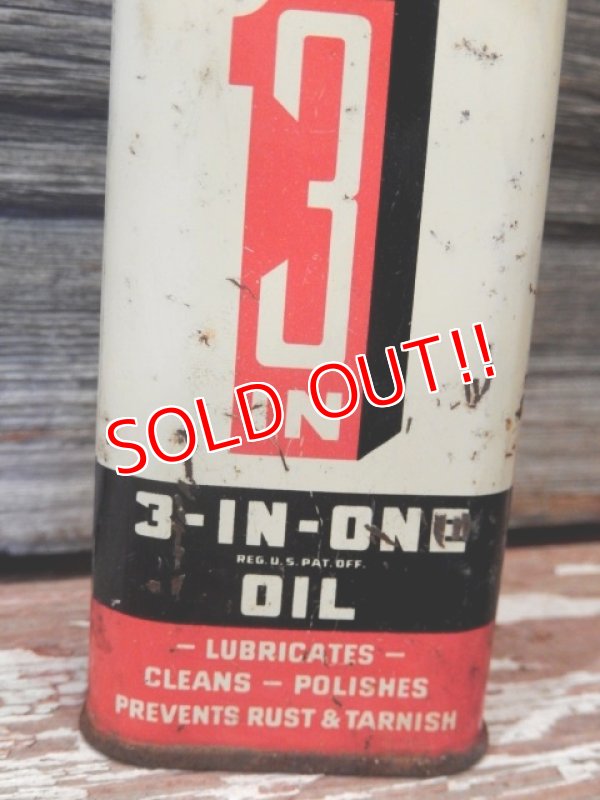 3
IN
SOLD OUT!!
3-IN-ONE
REG. U. S. PAT. OFF.
OIL
— LUBRICATES —
CLEANS — POLISHES
PREVENTS RUST & TARNISH